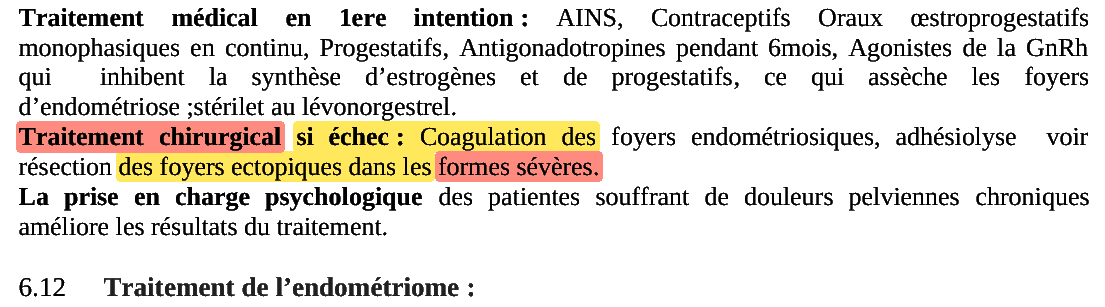 Traitement médical en 1ere intention : AINS, Contraceptifs Oraux œstroprogestatifs
monophasiques en continu, Progestatifs, Antigonadotropines pendant 6mois, Agonistes de la GnRh
qui inhibent la synthèse d’estrogènes et de progestatifs, ce qui assèche les foyers
d’endométriose ;stérilet au lévonorgestrel.
Traitement chirurgical si échec : Coagulation des foyers endométriosiques, adhésiolyse voir
résection des foyers ectopiques dans les formes sévères.
La prise en charge psychologique des patientes souffrant de douleurs pelviennes chroniques
améliore les résultats du traitement.
6.12 Traitement de l’endométriome :